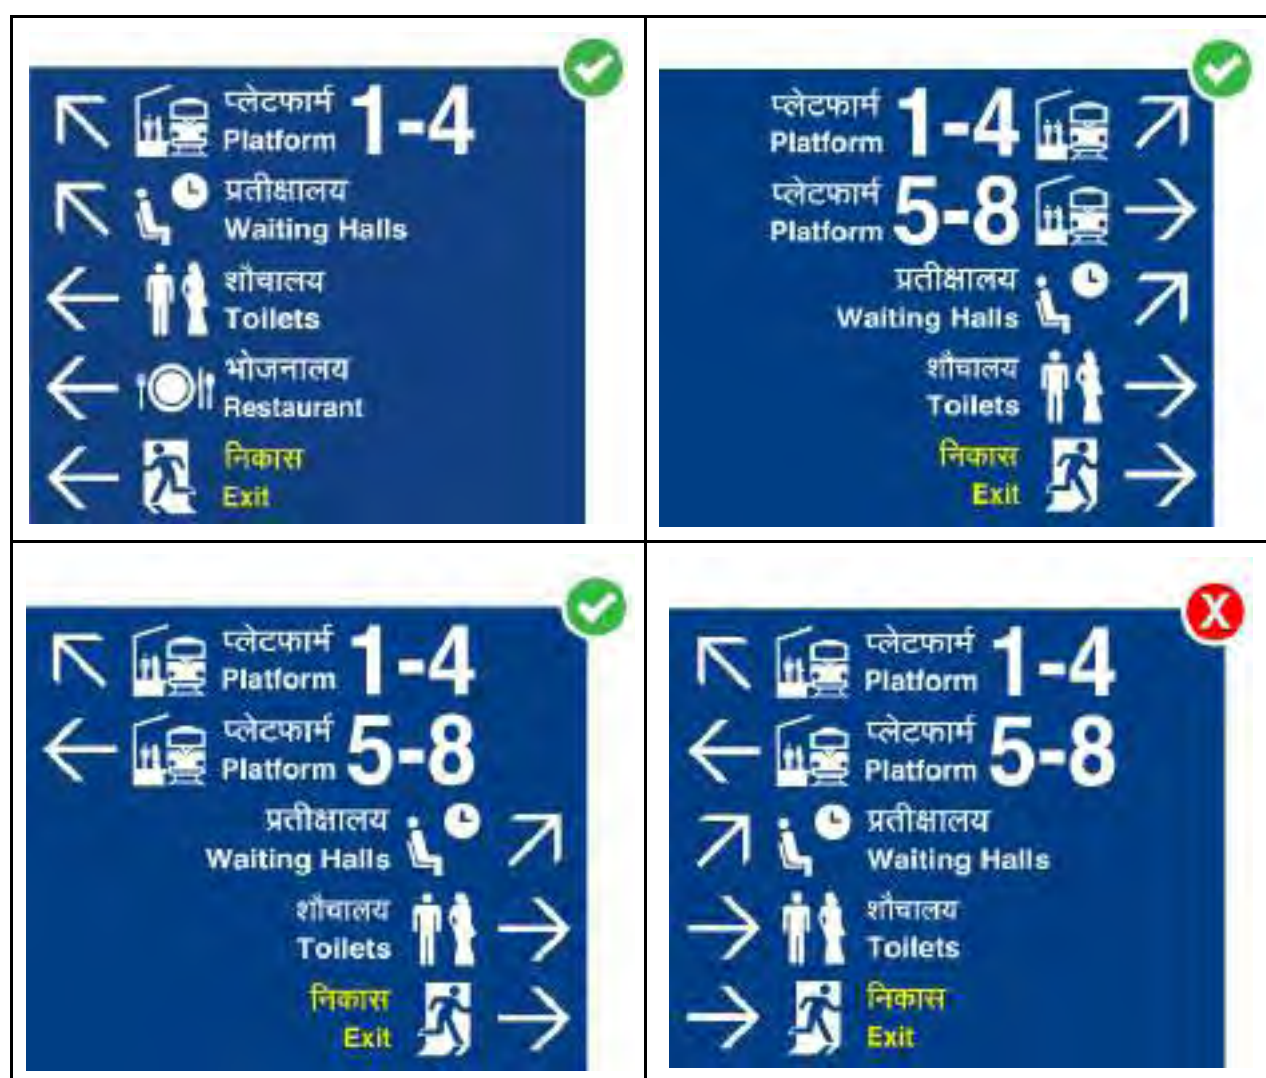 प्लेटफार्म 1-4
Platform
प्रतीक्षालय
Waiting Halls
शौचालय
Toilets
भोजनालय
Restaurant
निकास
Exit
प्लेटफार्म 1-4
Platform
प्लेटफार्म 5-8
Platform
प्रतीक्षालय
Waiting Halls
शौचालय
Toilets
निकास
Exit
प्लेटफार्म 1-4
Platform
प्लेटफार्म 5-8
Platform
प्रतीक्षालय
Waiting Halls
शौचालय
Toilets
निकास
Exit
X
प्लेटफार्म 1-4
Platform
प्लेटफार्म 5-8
Platform
प्रतीक्षालय
Waiting Halls
शौचालय
Toilets
निकास
Exit